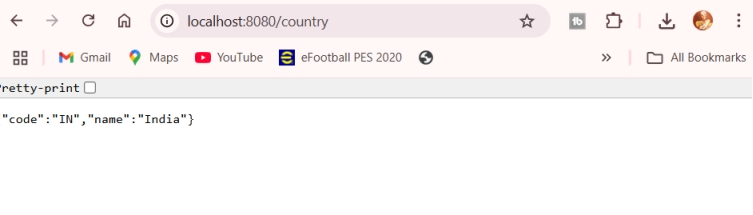 localhost:8080/country
Gmail Maps YouTube eFootball PES 2020 » All Bookmarks
Pretty-print
"code":"IN","name":"India"}